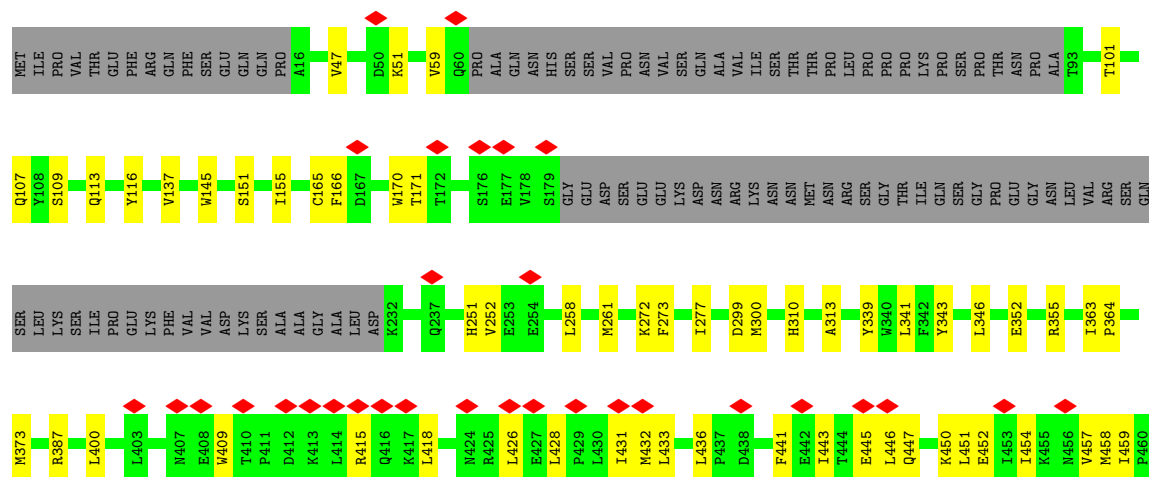 MET ILE PRO VAL THR GLU PHE ARG GLN PHE SER GLU GLN GLN PRO A16 V47 D50 K51 V59 Q60 PRO ALA GLN ASN HIS SER SER VAL PRO ASN VAL SER GLN ALA VAL ILE SER THR THR PRO LEU PRO PRO PRO LYS PRO SER PRO THR ASN PRO ALA T93 T101
Q107 Y108 S109 Q113 Y116 V137 W145 S151 I155 C165 F166 D167 W170 T171 T172 S176 E177 V178 S179 GLY GLU ASP SER GLU GLU LYS ASP ASN ARG LYS ASN ASN MET ASN ARG SER GLY THR ILE GLN SER GLY PRO GLU GLY ASN LEU VAL ARG SER GLN
SER LEU LYS SER ILE PRO GLU LYS PHE VAL VAL ASP LYS SER ALA ALA GLY ALA LEU ASP K232 Q237 H251 V252 E253 E254 L258 M261 K272 F273 I277 D299 M300 H310 A313 Y339 W340 L341 F342 Y343 L346 E352 R355 I363 P364
M373 R387 L400 L403 N407 E408 W409 T410 P411 D412 K413 L414 R415 Q416 K417 L418 N424 R425 L426 E427 L428 P429 L430 I431 M432 L433 L436 P437 D438 F441 E442 I443 T444 E445 L446 Q447 K450 L451 E452 I453 I454 K455 N456 V457 M458 I459 P460